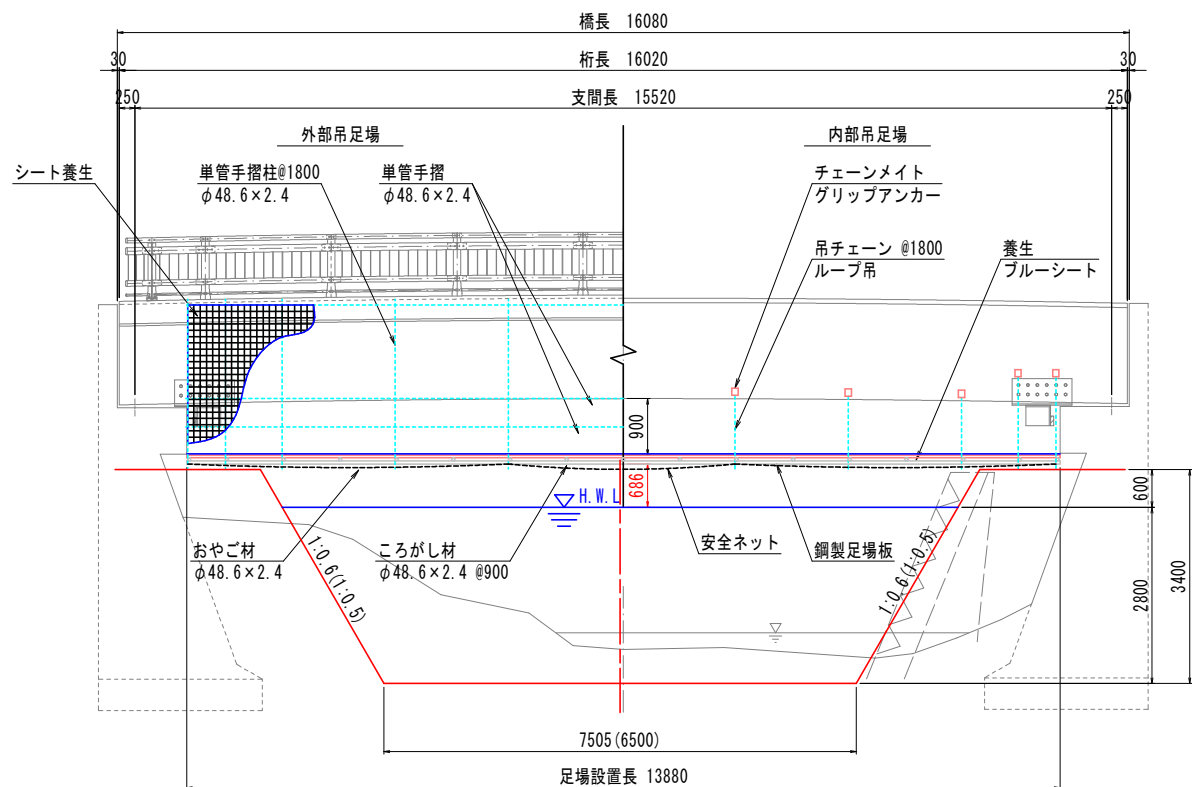 橋長 16080
30
桁長 16020
30
250
支間長 15520
250
外部吊足場
内部吊足場
シート養生
単管手摺柱@1800
φ48.6×2.4
単管手摺
φ48.6×2.4
チェーンメイト
グリップアンカー
吊チェーン @1800
ループ吊
養生
ブルーシート
900
686
H.W.L
600
おやご材
φ48.6×2.4
ころがし材
φ48.6×2.4 @900
安全ネット
鋼製足場板
1:0.6(1:0.5)
1:0.6(1:0.5)
2800
3400
7505(6500)
足場設置長 13880